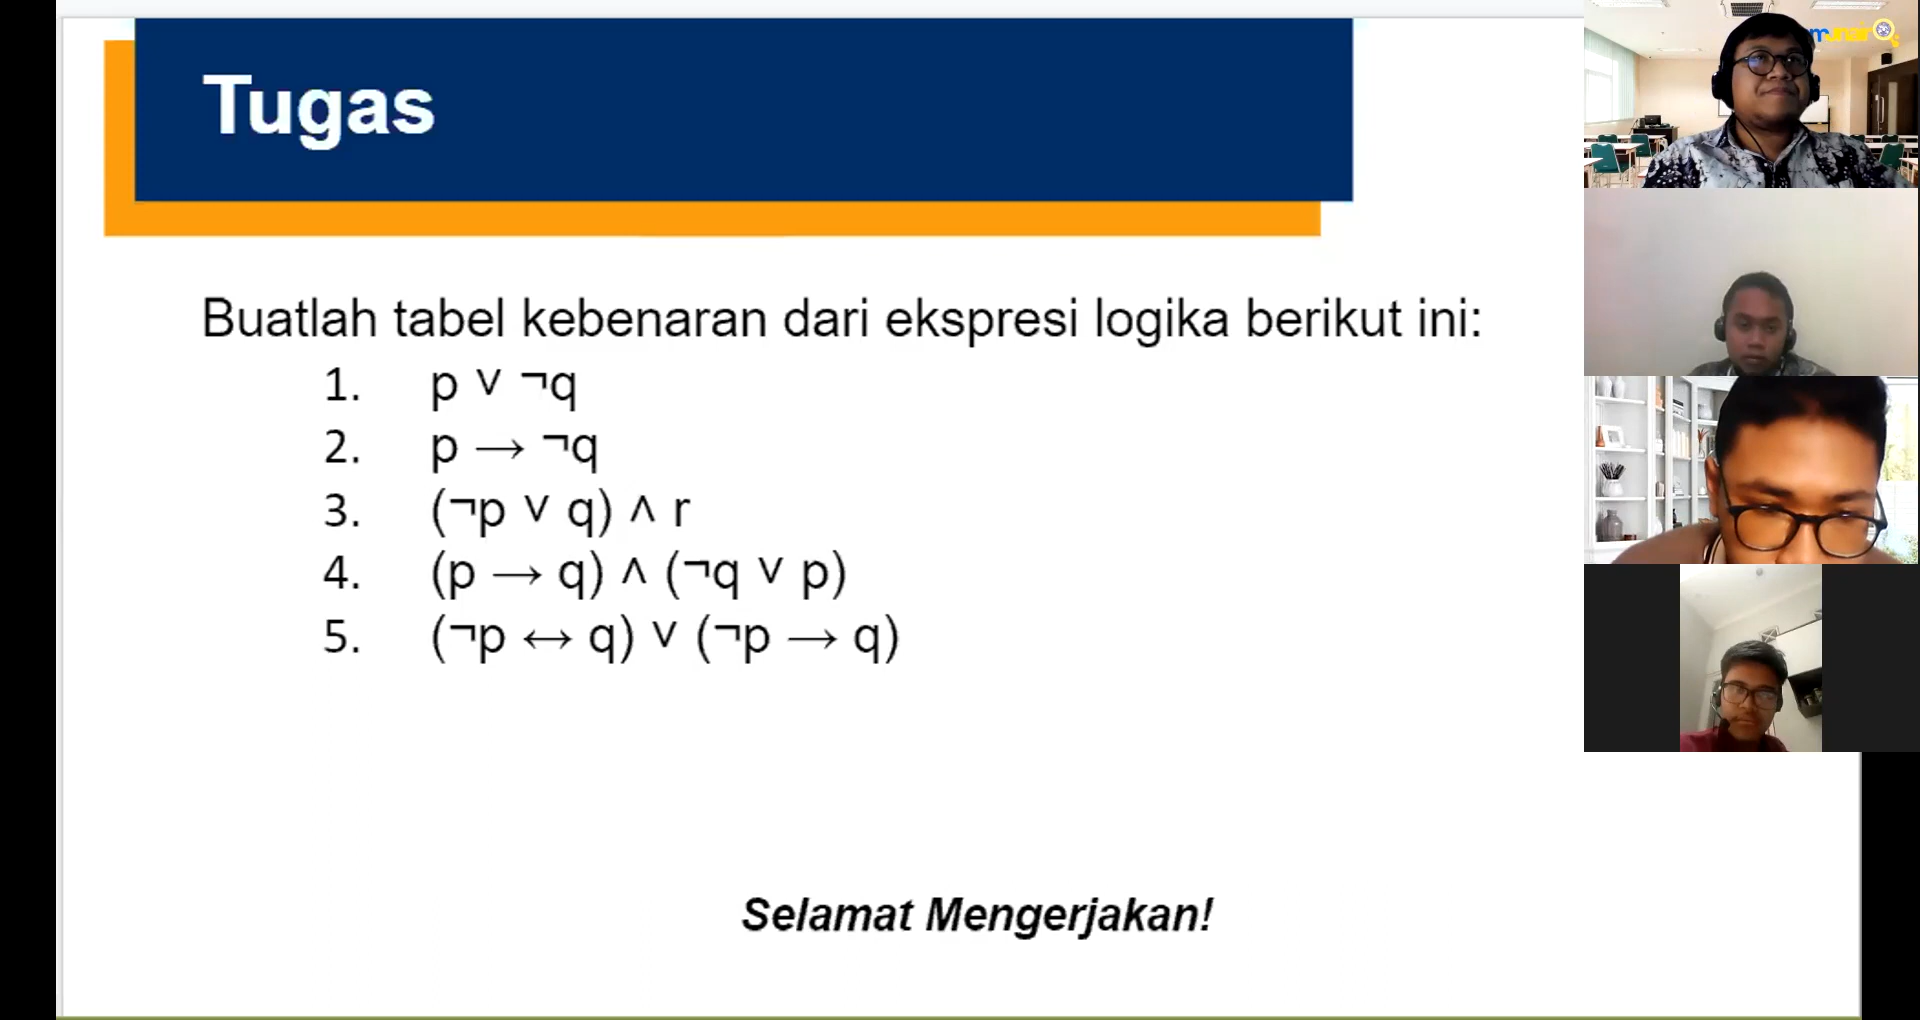 Tugas
Buatlah tabel kebenaran dari ekspresi logika berikut ini:
1. p ∨ ¬q
2. p → ¬q
3. (¬p ∨ q) ∧ r
4. (p → q) ∧ (¬q ∨ p)
5. (¬p ↔ q) ∨ (¬p → q)
Selamat Mengerjakan!